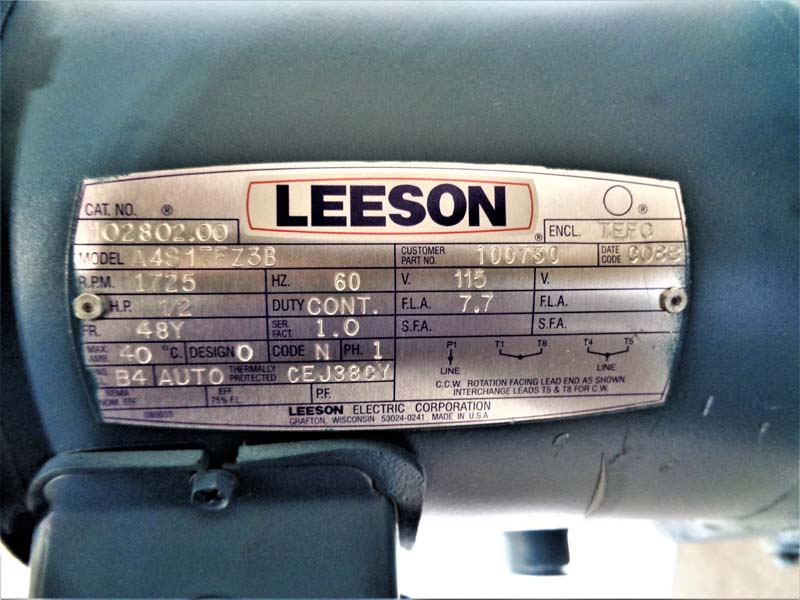 LEESON
CAT. NO. ®
102802.00 ENCL. TEFC ®
MODEL A4S17FZ3B CUSTOMER PART NO. 100730 DATE CODE
R.P.M. 1725 HZ. 60 V. 115 V.
H.P. 1/2 DUTY CONT. F.L.A. 7.7 F.L.A.
FR. 48Y SER. FACT. 1.0 S.F.A. S.F.A.
MAX. AMB. 40 °C. DESIGN O CODE N PH. 1
B4 AUTO THERMALLY PROTECTED CEJ38CY
NEMA NOM. EFF. EFF. 75% EL. P.F.
P1 T1 T8 T4 T5
LINE LINE
C.C.W. ROTATION FACING LEAD END AS SHOWN.
INTERCHANGE LEADS T5 & T8 FOR C.W.
LEESON ELECTRIC CORPORATION
GRAFTON, WISCONSIN 53024-0241 MADE IN U.S.A.